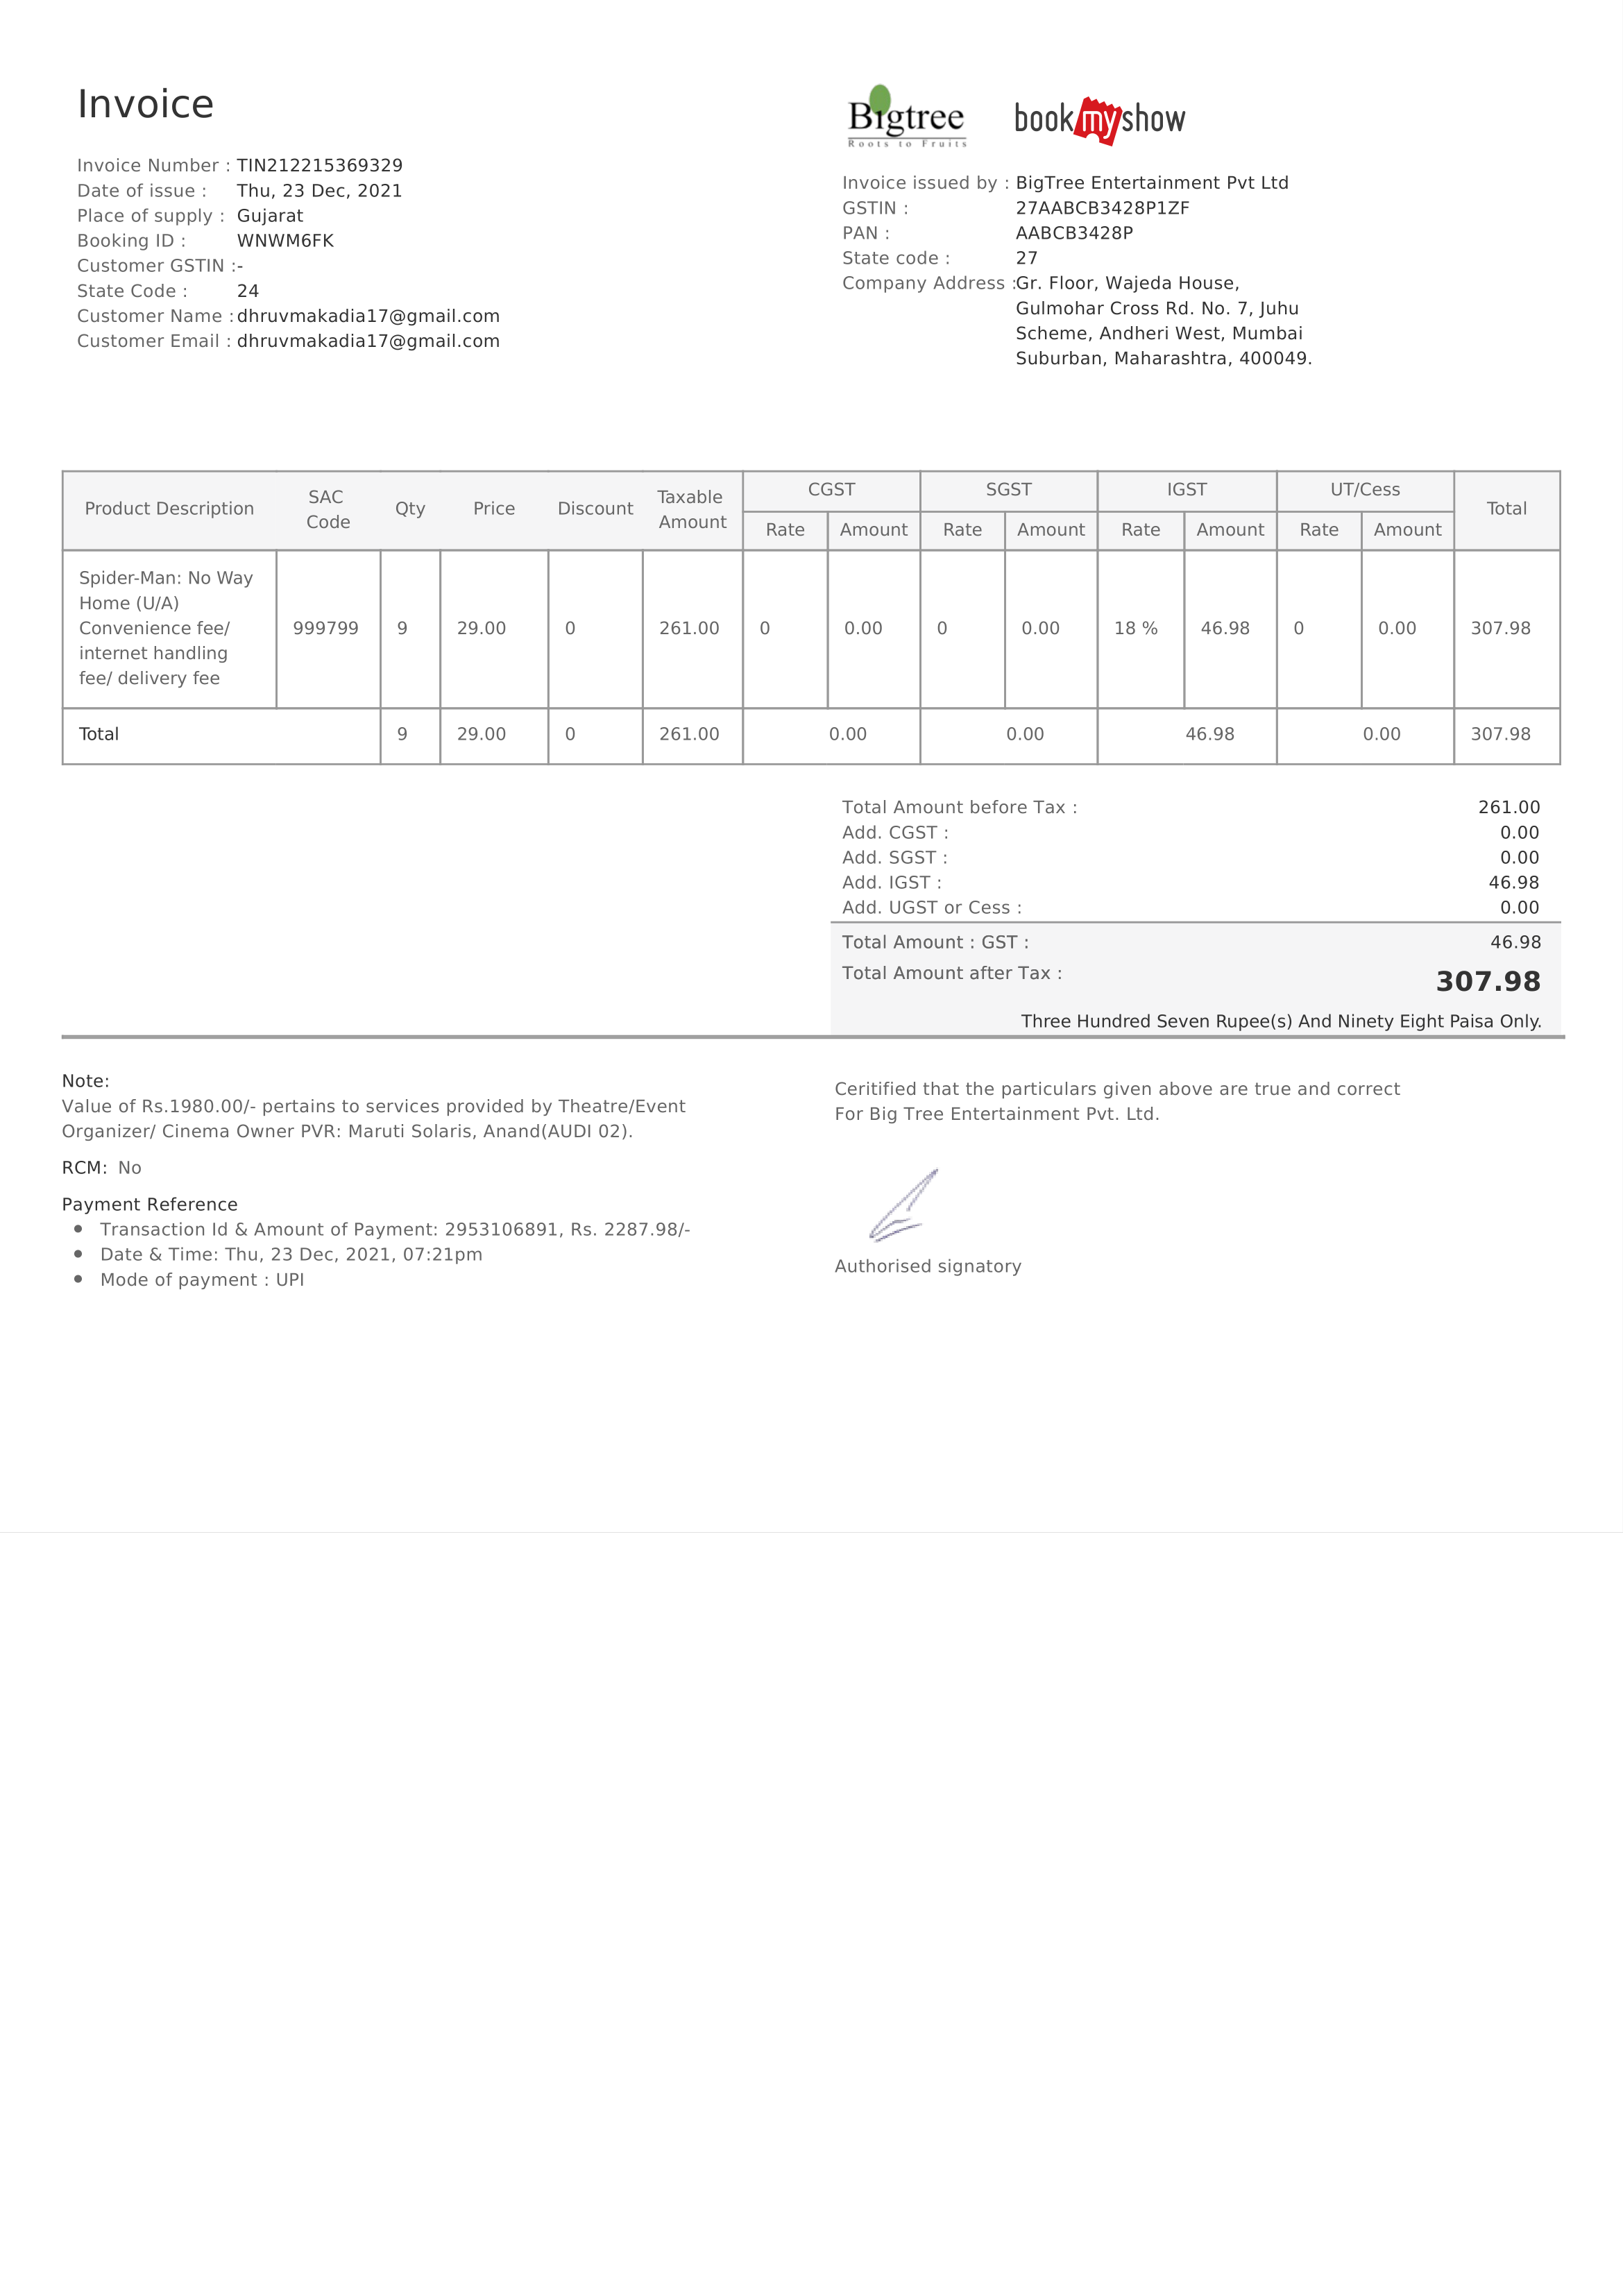 Invoice
Bigtree
Roots to Fruits
bookmyshow
Invoice Number : TIN212215369329
Date of issue : Thu, 23 Dec, 2021
Place of supply : Gujarat
Booking ID : WNWM6FK
Customer GSTIN :-
State Code : 24
Customer Name : dhruvmakadia17@gmail.com
Customer Email : dhruvmakadia17@gmail.com
Invoice issued by : BigTree Entertainment Pvt Ltd
GSTIN : 27AABCB3428P1ZF
PAN : AABCB3428P
State code : 27
Company Address : Gr. Floor, Wajeda House,
Gulmohar Cross Rd. No. 7, Juhu
Scheme, Andheri West, Mumbai
Suburban, Maharashtra, 400049.
Product Description SAC Code Qty Price Discount Taxable Amount CGST SGST IGST UT/Cess Total
Rate Amount Rate Amount Rate Amount Rate Amount
Spider-Man: No Way
Home (U/A)
Convenience fee/ 999799 9 29.00 0 261.00 0 0.00 0 0.00 18 % 46.98 0 0.00 307.98
internet handling
fee/ delivery fee
Total 9 29.00 0 261.00 0.00 0.00 46.98 0.00 307.98
Total Amount before Tax : 261.00
Add. CGST : 0.00
Add. SGST : 0.00
Add. IGST : 46.98
Add. UGST or Cess : 0.00
Total Amount : GST : 46.98
Total Amount after Tax : 307.98
Three Hundred Seven Rupee(s) And Ninety Eight Paisa Only.
Note:
Value of Rs.1980.00/- pertains to services provided by Theatre/Event
Organizer/ Cinema Owner PVR: Maruti Solaris, Anand(AUDI 02).
RCM: No
Payment Reference
Transaction Id & Amount of Payment: 2953106891, Rs. 2287.98/-
Date & Time: Thu, 23 Dec, 2021, 07:21pm
Mode of payment : UPI
Ceritified that the particulars given above are true and correct
For Big Tree Entertainment Pvt. Ltd.
Authorised signatory